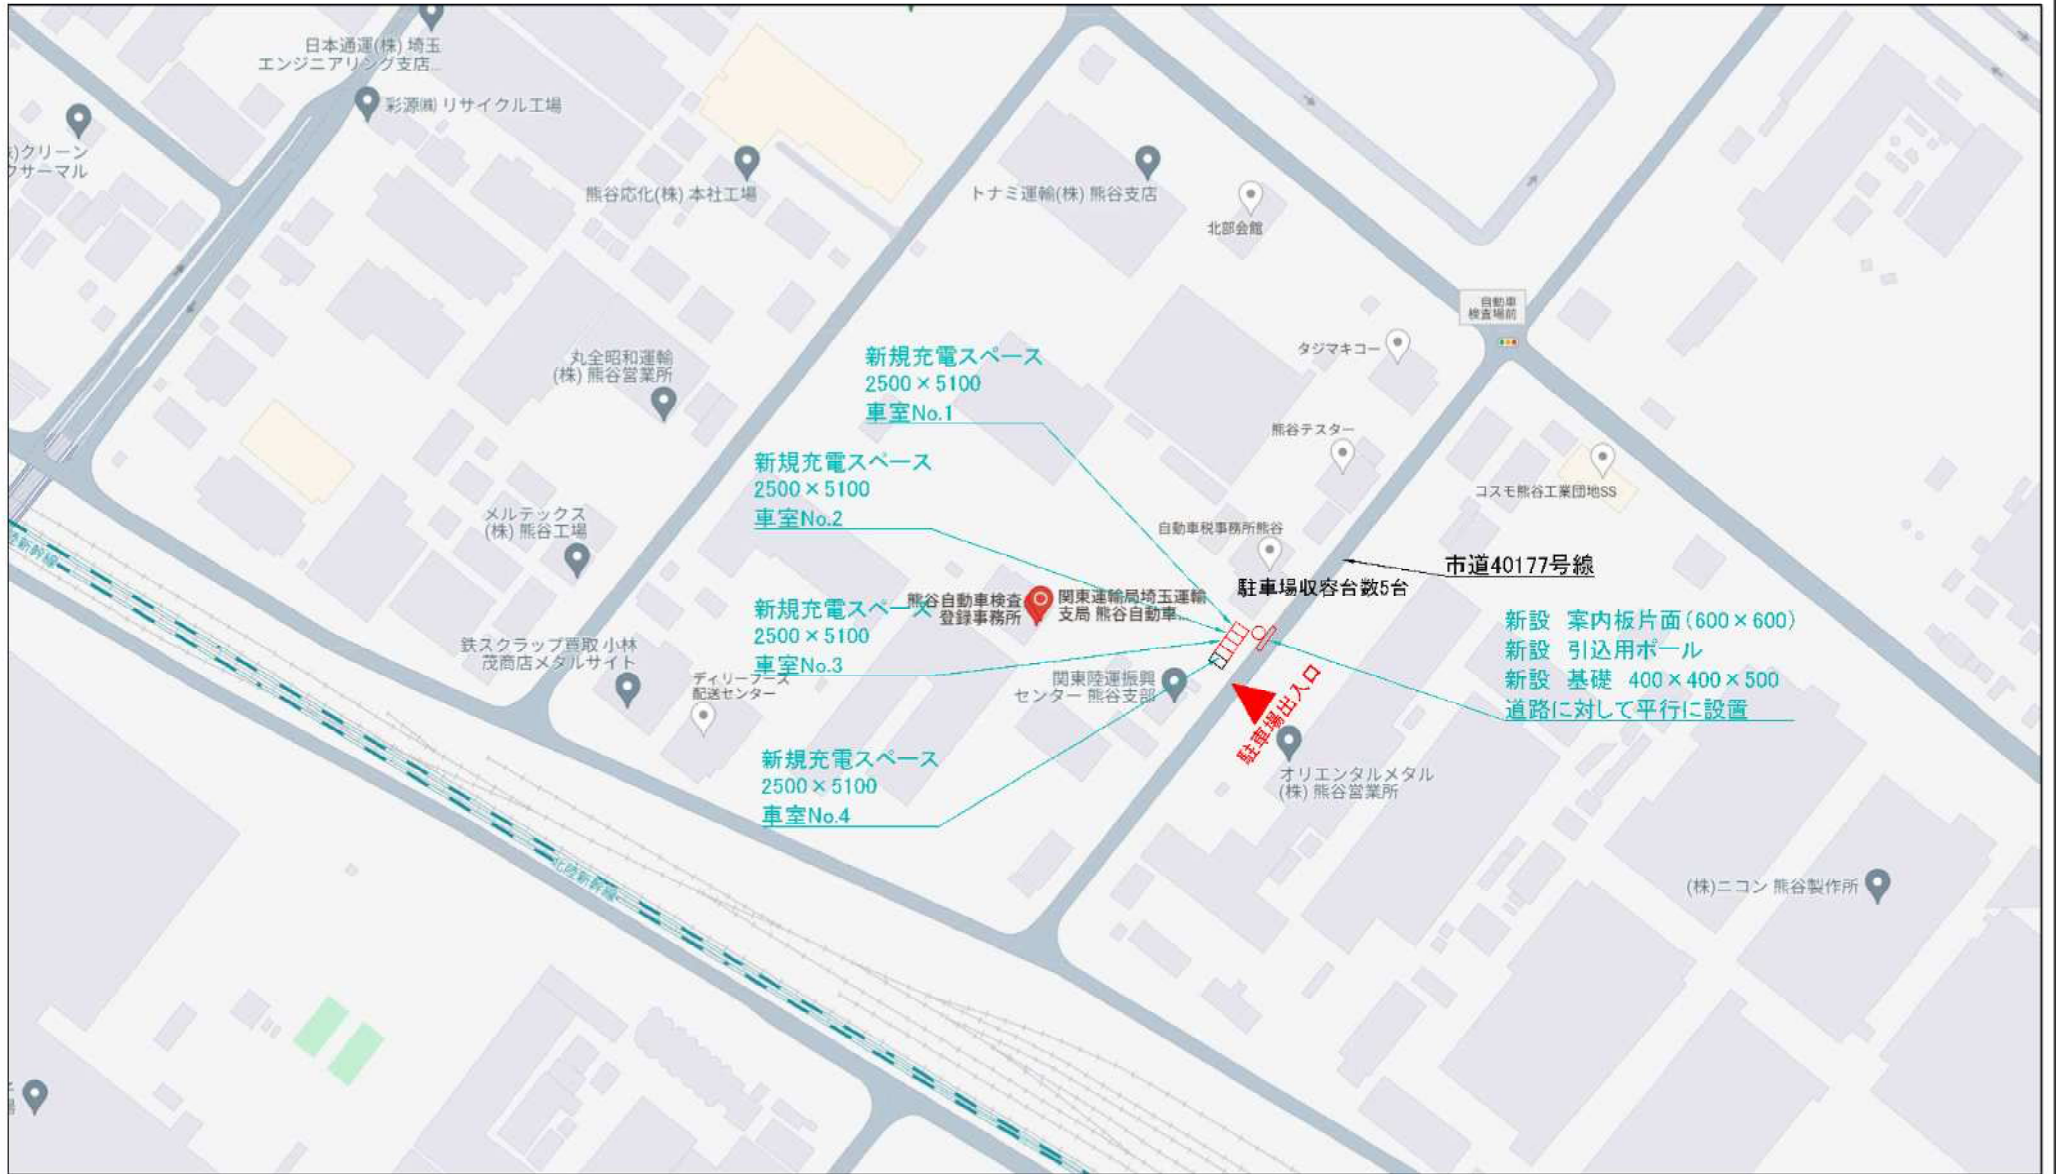 日本通運(株) 埼玉
エンジニアリング支店...
彩源㈱ リサイクル工場
クリーン
サーマル
熊谷応化(株) 本社工場
トナミ運輸(株) 熊谷支店
北部会館
自動車
検査場前
丸全昭和運輸
(株) 熊谷営業所
新規充電スペース
2500×5100
車室No.1
タジマキコー
熊谷テスター
コスモ熊谷工業団地SS
新規充電スペース
2500×5100
車室No.2
メルテックス
(株) 熊谷工場
自動車税事務所熊谷
市道40177号線
駐車場収容台数5台
陸新幹線
新規充電スペース
2500×5100
車室No.3
熊谷自動車検査
登録事務所
関東運輸局埼玉運輸
支局 熊谷自動車...
新設 案内板片面(600×600)
新設 引込用ポール
新設 基礎 400×400×500
道路に対して平行に設置
鉄スクラップ買取 小林
茂商店メタルサイト
ディリーフーズ
配送センター
関東陸運振興
センター 熊谷支部
駐車場出入口
新規充電スペース
2500×5100
車室No.4
オリエンタルメタル
(株) 熊谷営業所
北陸新幹線
(株)ニコン 熊谷製作所